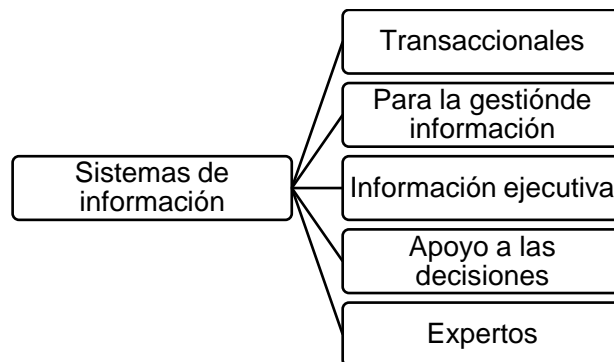 Sistemas de
información
Transaccionales
Para la gestiónde
información
Información ejecutiva
Apoyo a las
decisiones
Expertos